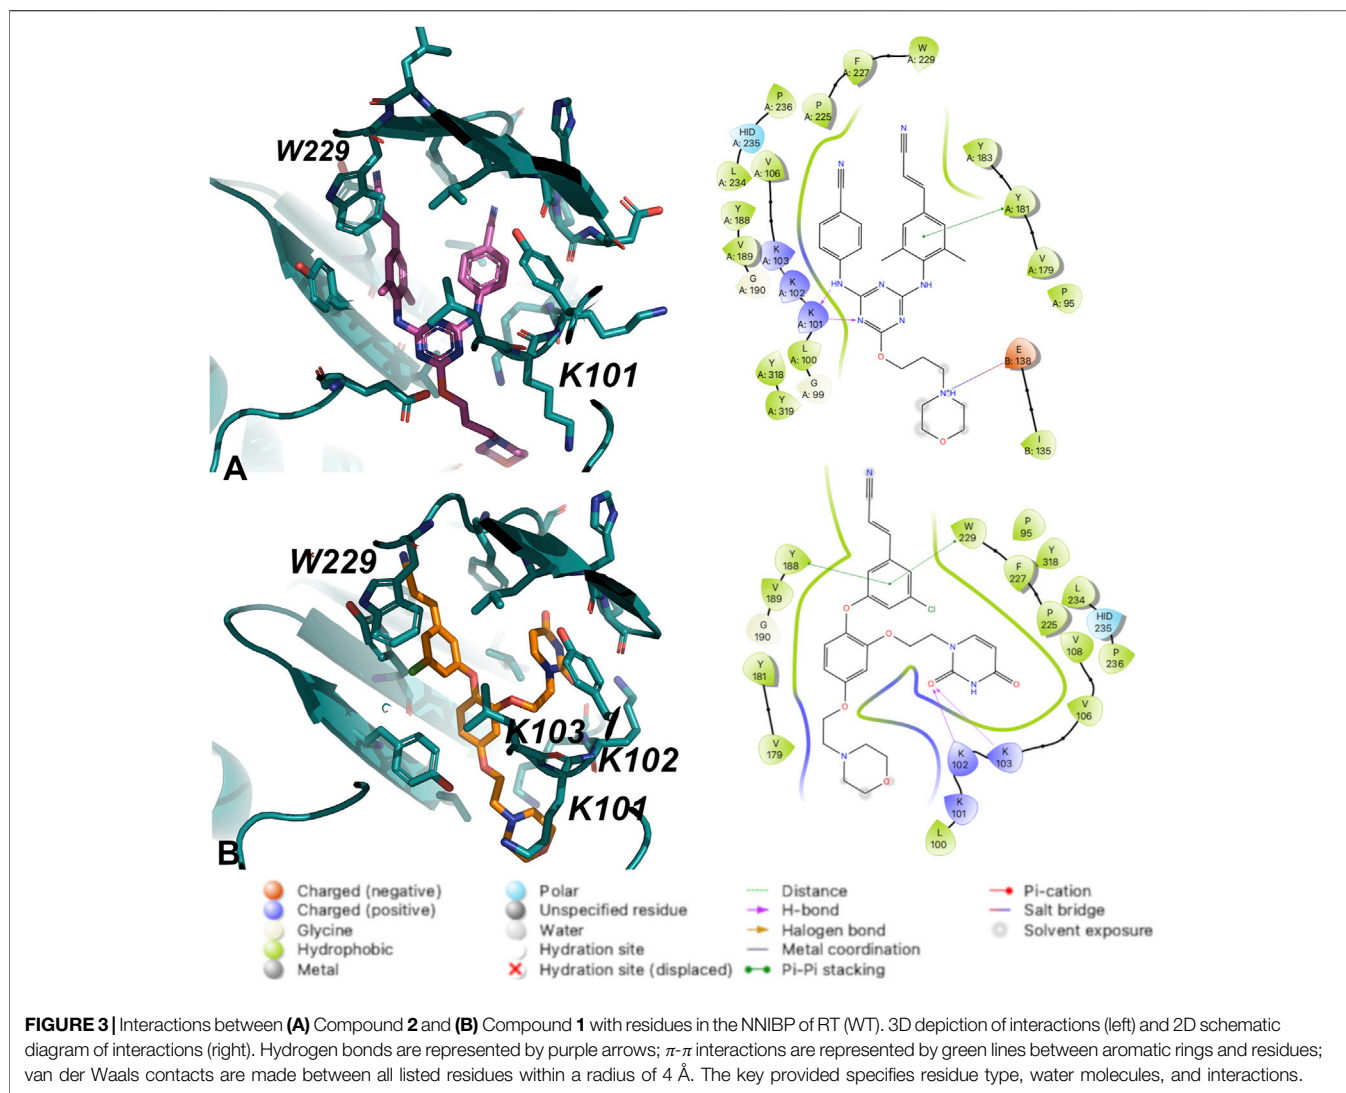 W229
K101
A
W
A: 229
F
A: 227
P
A: 225
P
A: 236
HID
A: 235
L
A: 234
V
A: 106
Y
A: 188
V
A: 189
G
A: 190
K
A: 103
K
A: 102
K
A: 101
L
A: 100
G
A: 99
Y
A: 318
Y
A: 319
Y
A: 183
Y
A: 181
V
A: 179
P
A: 95
E
B: 138
I
B: 135
N
N
NH
N
N
N
NH
O
N+H
O
W229
K103
K102
K101
B
N
Y
188
V
189
G
190
Y
181
V
179
W
229
P
95
Y
318
F
227
L
234
P
225
HID
235
P
236
V
108
V
106
K
103
K
102
K
101
L
100
Cl
O
O
N
O
NH
O
O
N
O
Charged (negative)
Charged (positive)
Glycine
Hydrophobic
Metal
Polar
Unspecified residue
Water
Hydration site
Hydration site (displaced)
Distance
H-bond
Halogen bond
Metal coordination
Pi-Pi stacking
Pi-cation
Salt bridge
Solvent exposure
FIGURE 3 | Interactions between (A) Compound 2 and (B) Compound 1 with residues in the NNIBP of RT (WT). 3D depiction of interactions (left) and 2D schematic
diagram of interactions (right). Hydrogen bonds are represented by purple arrows; π-π interactions are represented by green lines between aromatic rings and residues;
van der Waals contacts are made between all listed residues within a radius of 4 Å. The key provided specifies residue type, water molecules, and interactions.